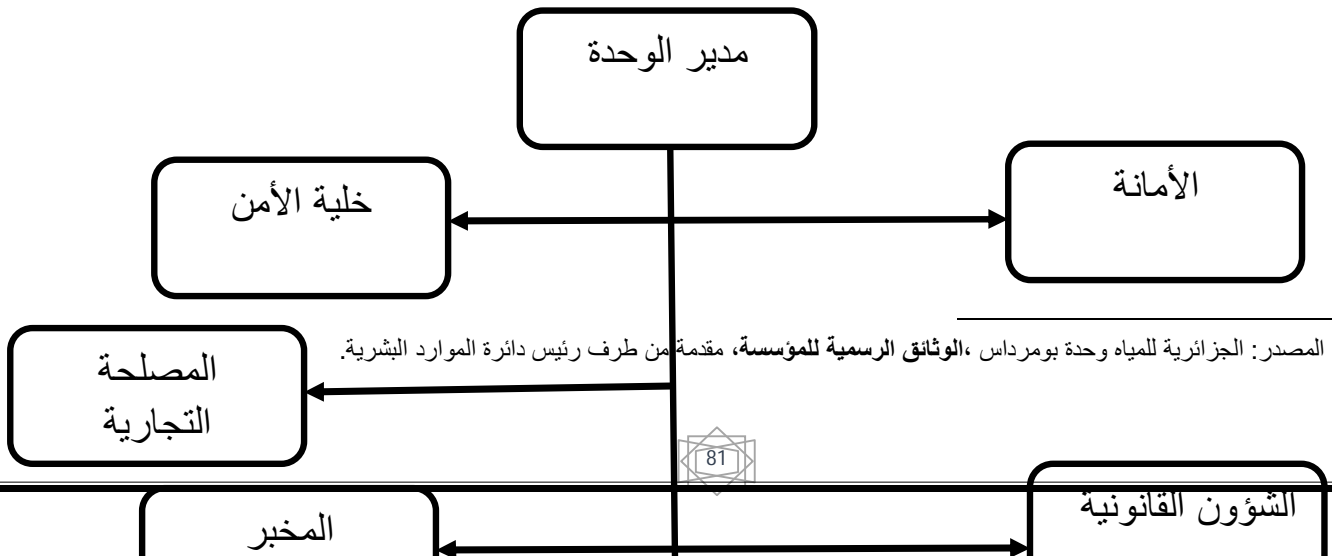 مدير الوحدة
الأمانة
خلية الأمن
المصدر: الجزائرية للمياه وحدة بومرداس ،الوثائق الرسمية للمؤسسة، مقدمة من طرف رئيس دائرة الموارد البشرية.
المصلحة
التجارية
81
الشؤون القانونية
المخبر